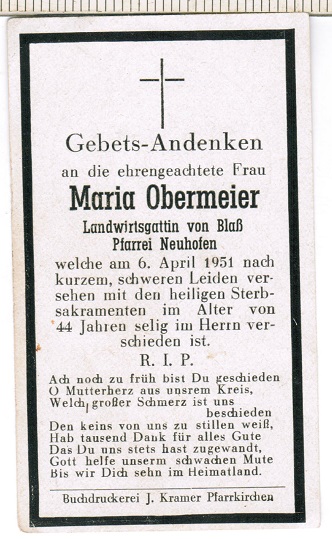 Gebets-Andenken
an die ehrengeachtete Frau
Maria Obermeier
Landwirtsgattin von Blaß
Pfarrei Neuhofen
welche am 6. April 1951 nach
kurzem, schweren Leiden ver-
sehen mit den heiligen Sterb-
sakramenten im Alter von
44 Jahren selig im Herrn ver-
schieden ist.
R. I. P.
Ach noch zu früh bist Du geschieden
O Mutterherz aus unsrem Kreis,
Welch großer Schmerz ist uns
beschieden
Den keins von uns zu stillen weiß,
Hab tausend Dank für alles Gute
Das Du uns stets hast zugewandt,
Gott helfe unserm schwachen Mute
Bis wir Dich sehn im Heimatland.
Buchdruckerei J. Kramer Pfarrkirchen